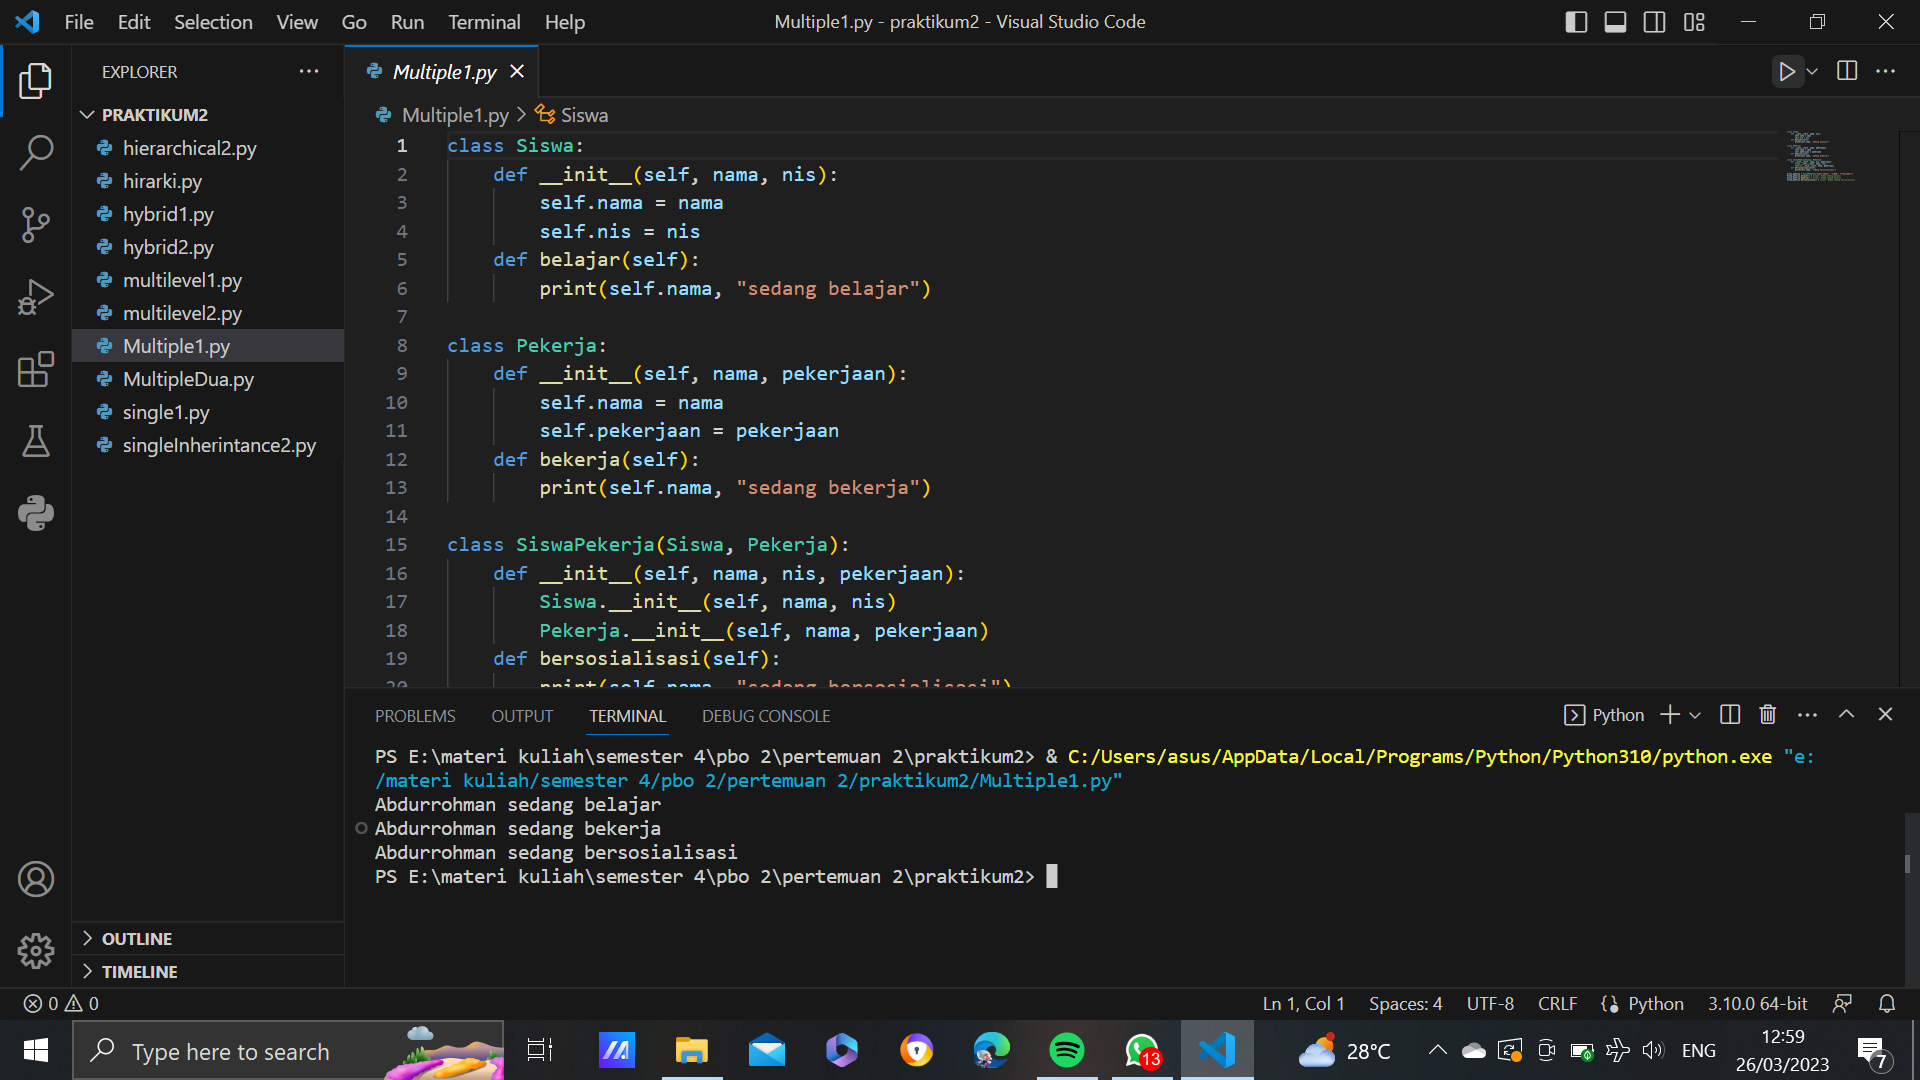 File Edit Selection View Go Run Terminal Help
Multiple1.py - praktikum2 - Visual Studio Code
EXPLORER
PRAKTIKUM2
hierarchical2.py
hirarki.py
hybrid1.py
hybrid2.py
multilevel1.py
multilevel2.py
Multiple1.py
MultipleDua.py
single1.py
singleInherintance2.py
OUTLINE
TIMELINE
Multiple1.py
Multiple1.py > Siswa
1 class Siswa:
2     def __init__(self, nama, nis):
3         self.nama = nama
4         self.nis = nis
5     def belajar(self):
6         print(self.nama, "sedang belajar")
7
8 class Pekerja:
9     def __init__(self, nama, pekerjaan):
10         self.nama = nama
11         self.pekerjaan = pekerjaan
12     def bekerja(self):
13         print(self.nama, "sedang bekerja")
14
15 class SiswaPekerja(Siswa, Pekerja):
16     def __init__(self, nama, nis, pekerjaan):
17         Siswa.__init__(self, nama, nis)
18         Pekerja.__init__(self, nama, pekerjaan)
19     def bersosialisasi(self):
20         print(self.nama, "sedang bersosialisasi")
PROBLEMS OUTPUT TERMINAL DEBUG CONSOLE
Python
PS E:\materi kuliah\semester 4\pbo 2\pertemuan 2\praktikum2> & C:/Users/asus/AppData/Local/Programs/Python/Python310/python.exe "e:
/materi kuliah/semester 4/pbo 2/pertemuan 2/praktikum2/Multiple1.py"
Abdurrohman sedang belajar
Abdurrohman sedang bekerja
Abdurrohman sedang bersosialisasi
PS E:\materi kuliah\semester 4\pbo 2\pertemuan 2\praktikum2>
0 0
Ln 1, Col 1 Spaces: 4 UTF-8 CRLF Python 3.10.0 64-bit
Type here to search
13
28°C
ENG
12:59
26/03/2023
7